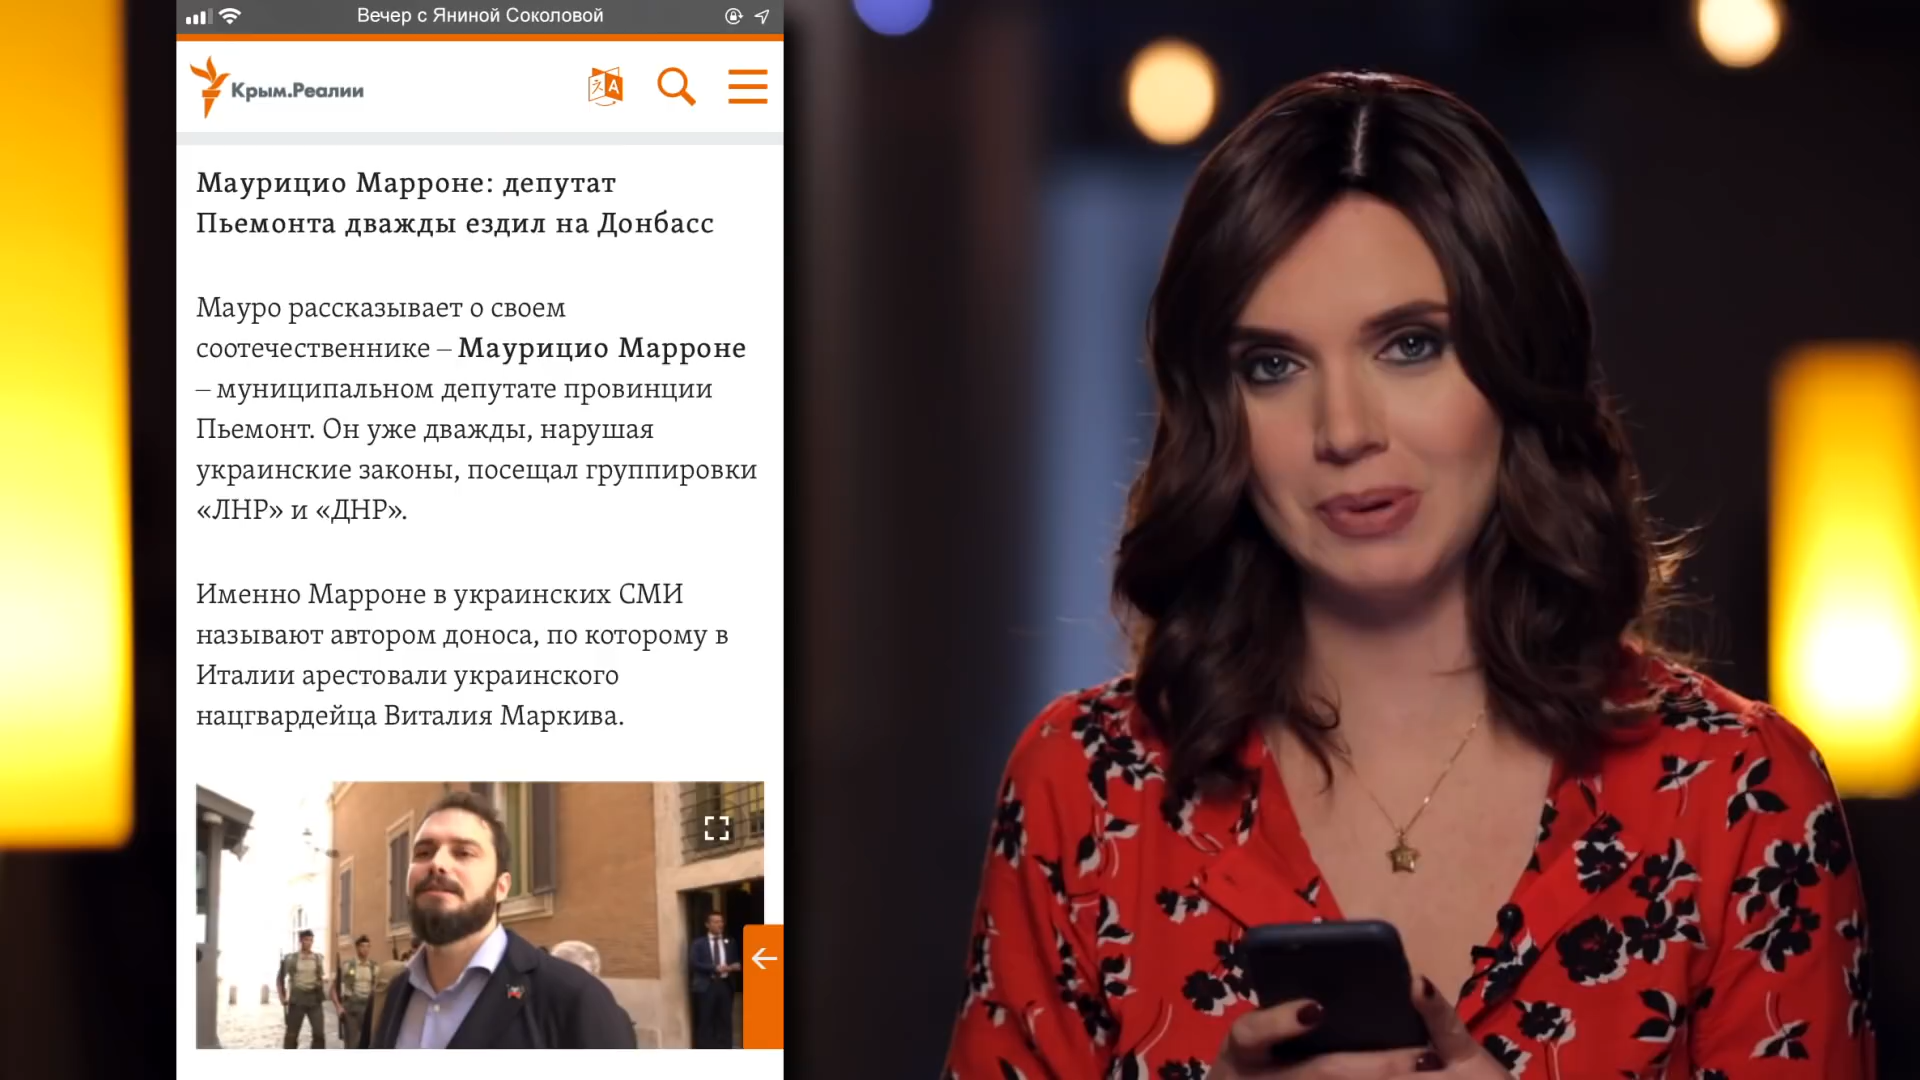 Вечер с Яниной Соколовой
Крым.Реалии
Маурицио Марроне: депутат
Пьемонта дважды ездил на Донбасс
Мауро рассказывает о своем
соотечественнике – Маурицио Марроне
– муниципальном депутате провинции
Пьемонт. Он уже дважды, нарушая
украинские законы, посещал группировки
«ЛНР» и «ДНР».
Именно Марроне в украинских СМИ
называют автором доноса, по которому в
Италии арестовали украинского
нацгвардейца Виталия Маркива.